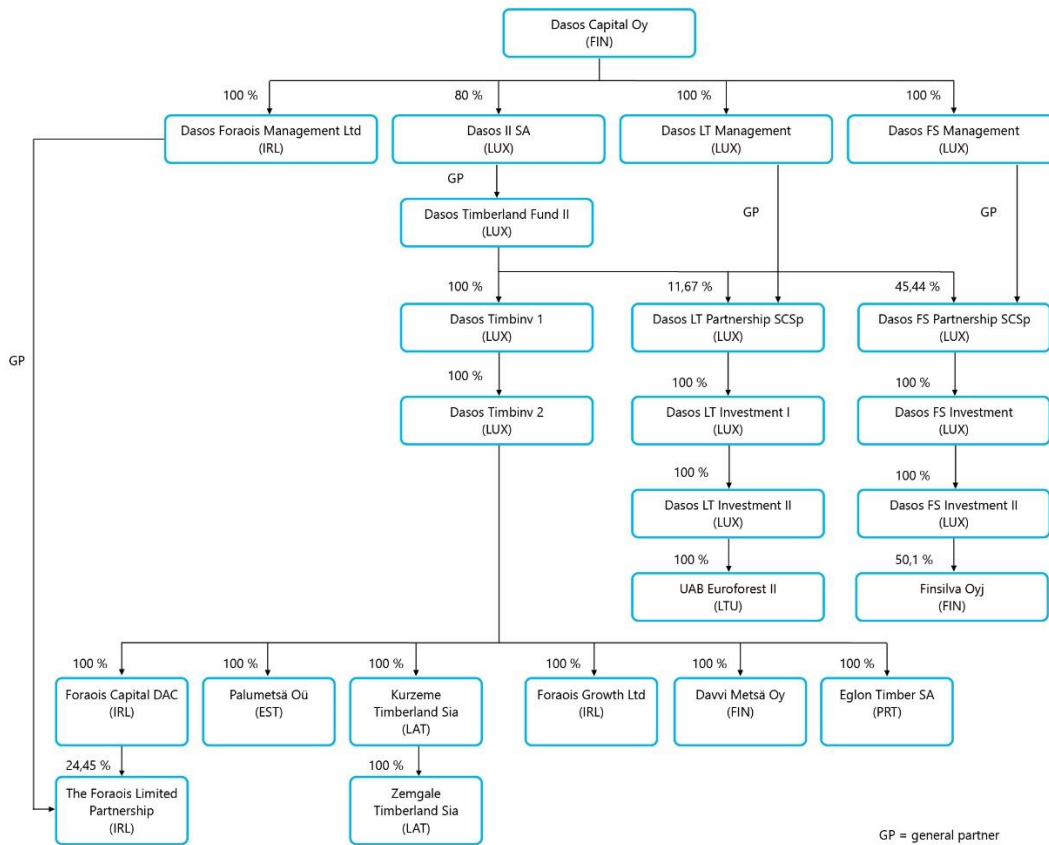 Dasos Capital Oy
(FIN)
100 %
80 %
100 %
100 %
Dasos Foraois Management Ltd
(IRL)
Dasos II SA
(LUX)
Dasos LT Management
(LUX)
Dasos FS Management
(LUX)
GP
GP
GP
Dasos Timberland Fund II
(LUX)
100 %
11,67 %
45,44 %
Dasos Timbinv 1
(LUX)
Dasos LT Partnership SCSp
(LUX)
Dasos FS Partnership SCSp
(LUX)
GP
100 %
100 %
100 %
Dasos Timbinv 2
(LUX)
Dasos LT Investment I
(LUX)
Dasos FS Investment
(LUX)
100 %
100 %
Dasos LT Investment II
(LUX)
Dasos FS Investment II
(LUX)
100 %
50,1 %
UAB Euroforest II
(LTU)
Finsilva Oyj
(FIN)
100 %
100 %
100 %
100 %
100 %
100 %
Foraois Capital DAC
(IRL)
Palumetsä Oü
(EST)
Kurzeme
Timberland Sia
(LAT)
Foraois Growth Ltd
(IRL)
Davvi Metsä Oy
(FIN)
Eglon Timber SA
(PRT)
24,45 %
100 %
The Foraois Limited
Partnership
(IRL)
Zemgale
Timberland Sia
(LAT)
GP = general partner